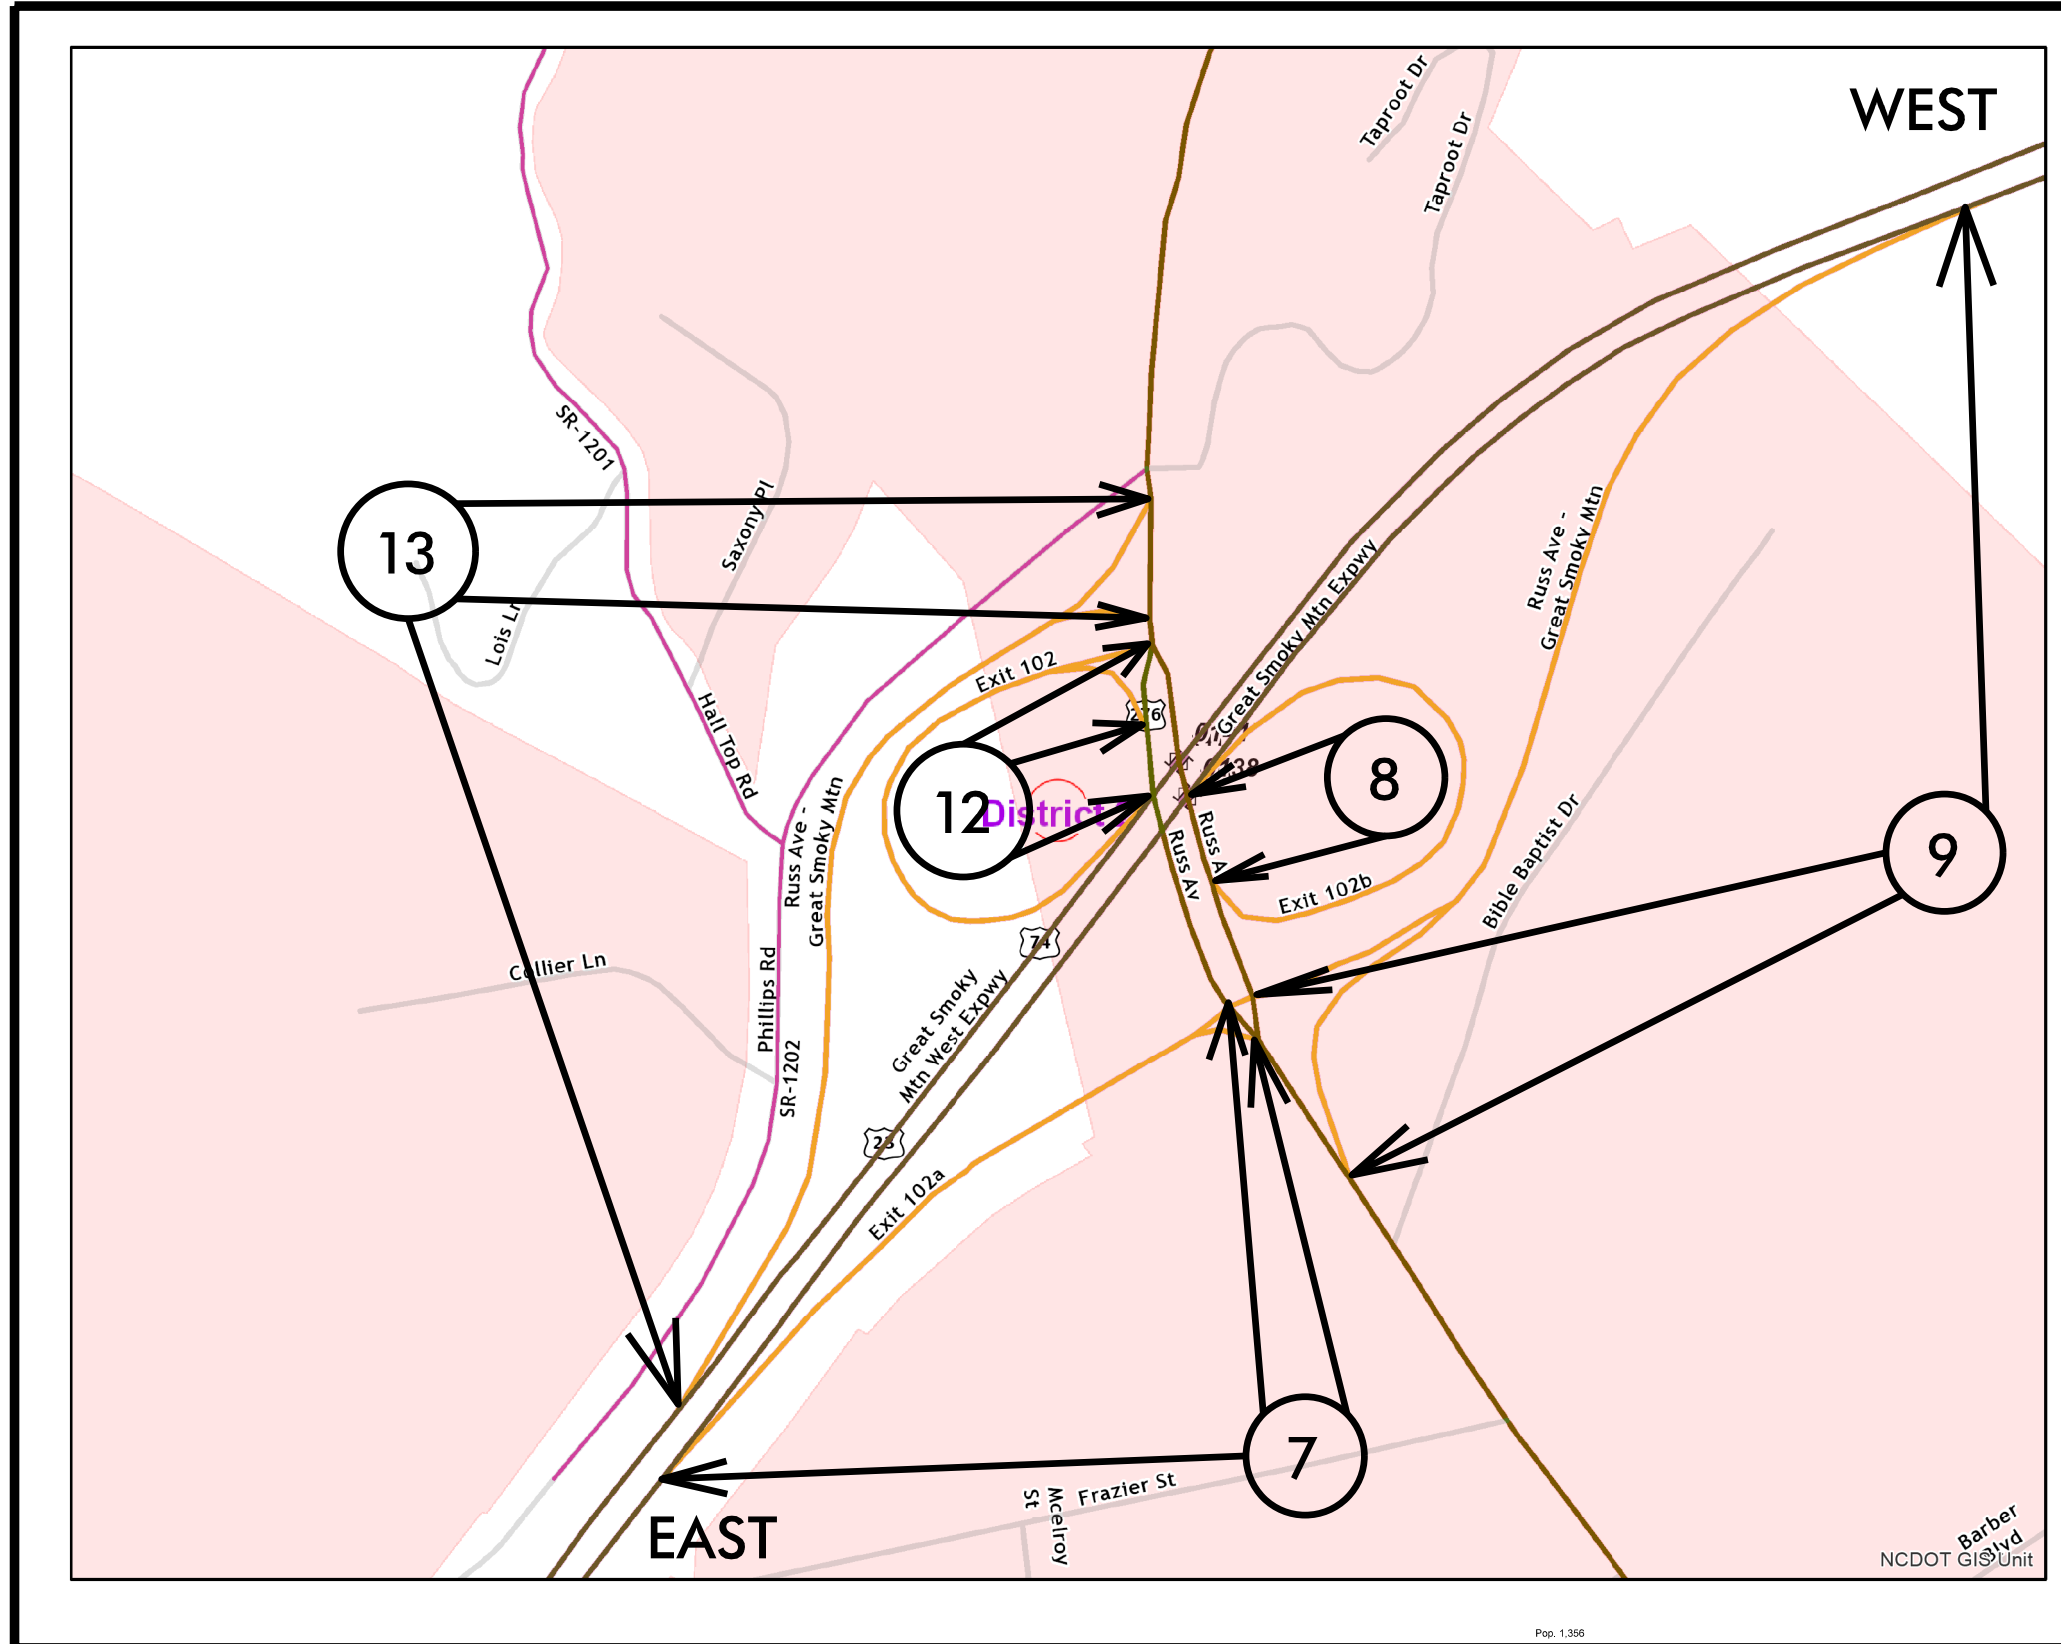 WEST
Taproot Dr
Taproot Dr
SR-1201
13
Saxony Pl
Lois Ln
Russ Ave -
Great Smoky Mtn
Great Smoky Mtn Expwy
Exit 102
Hall Top Rd
276
8
12
District
9
Russ Ave -
Great Smoky Mtn
Russ Av
Exit 102b
Bible Baptist Dr
74
Collier Ln
Phillips Rd
SR-1202
Great Smoky
Mtn West Expwy
23
Exit 102a
7
EAST
Frazier St
Mcelroy
St
Barber
Blvd
NCDOT GIS Unit
Pop. 1,356